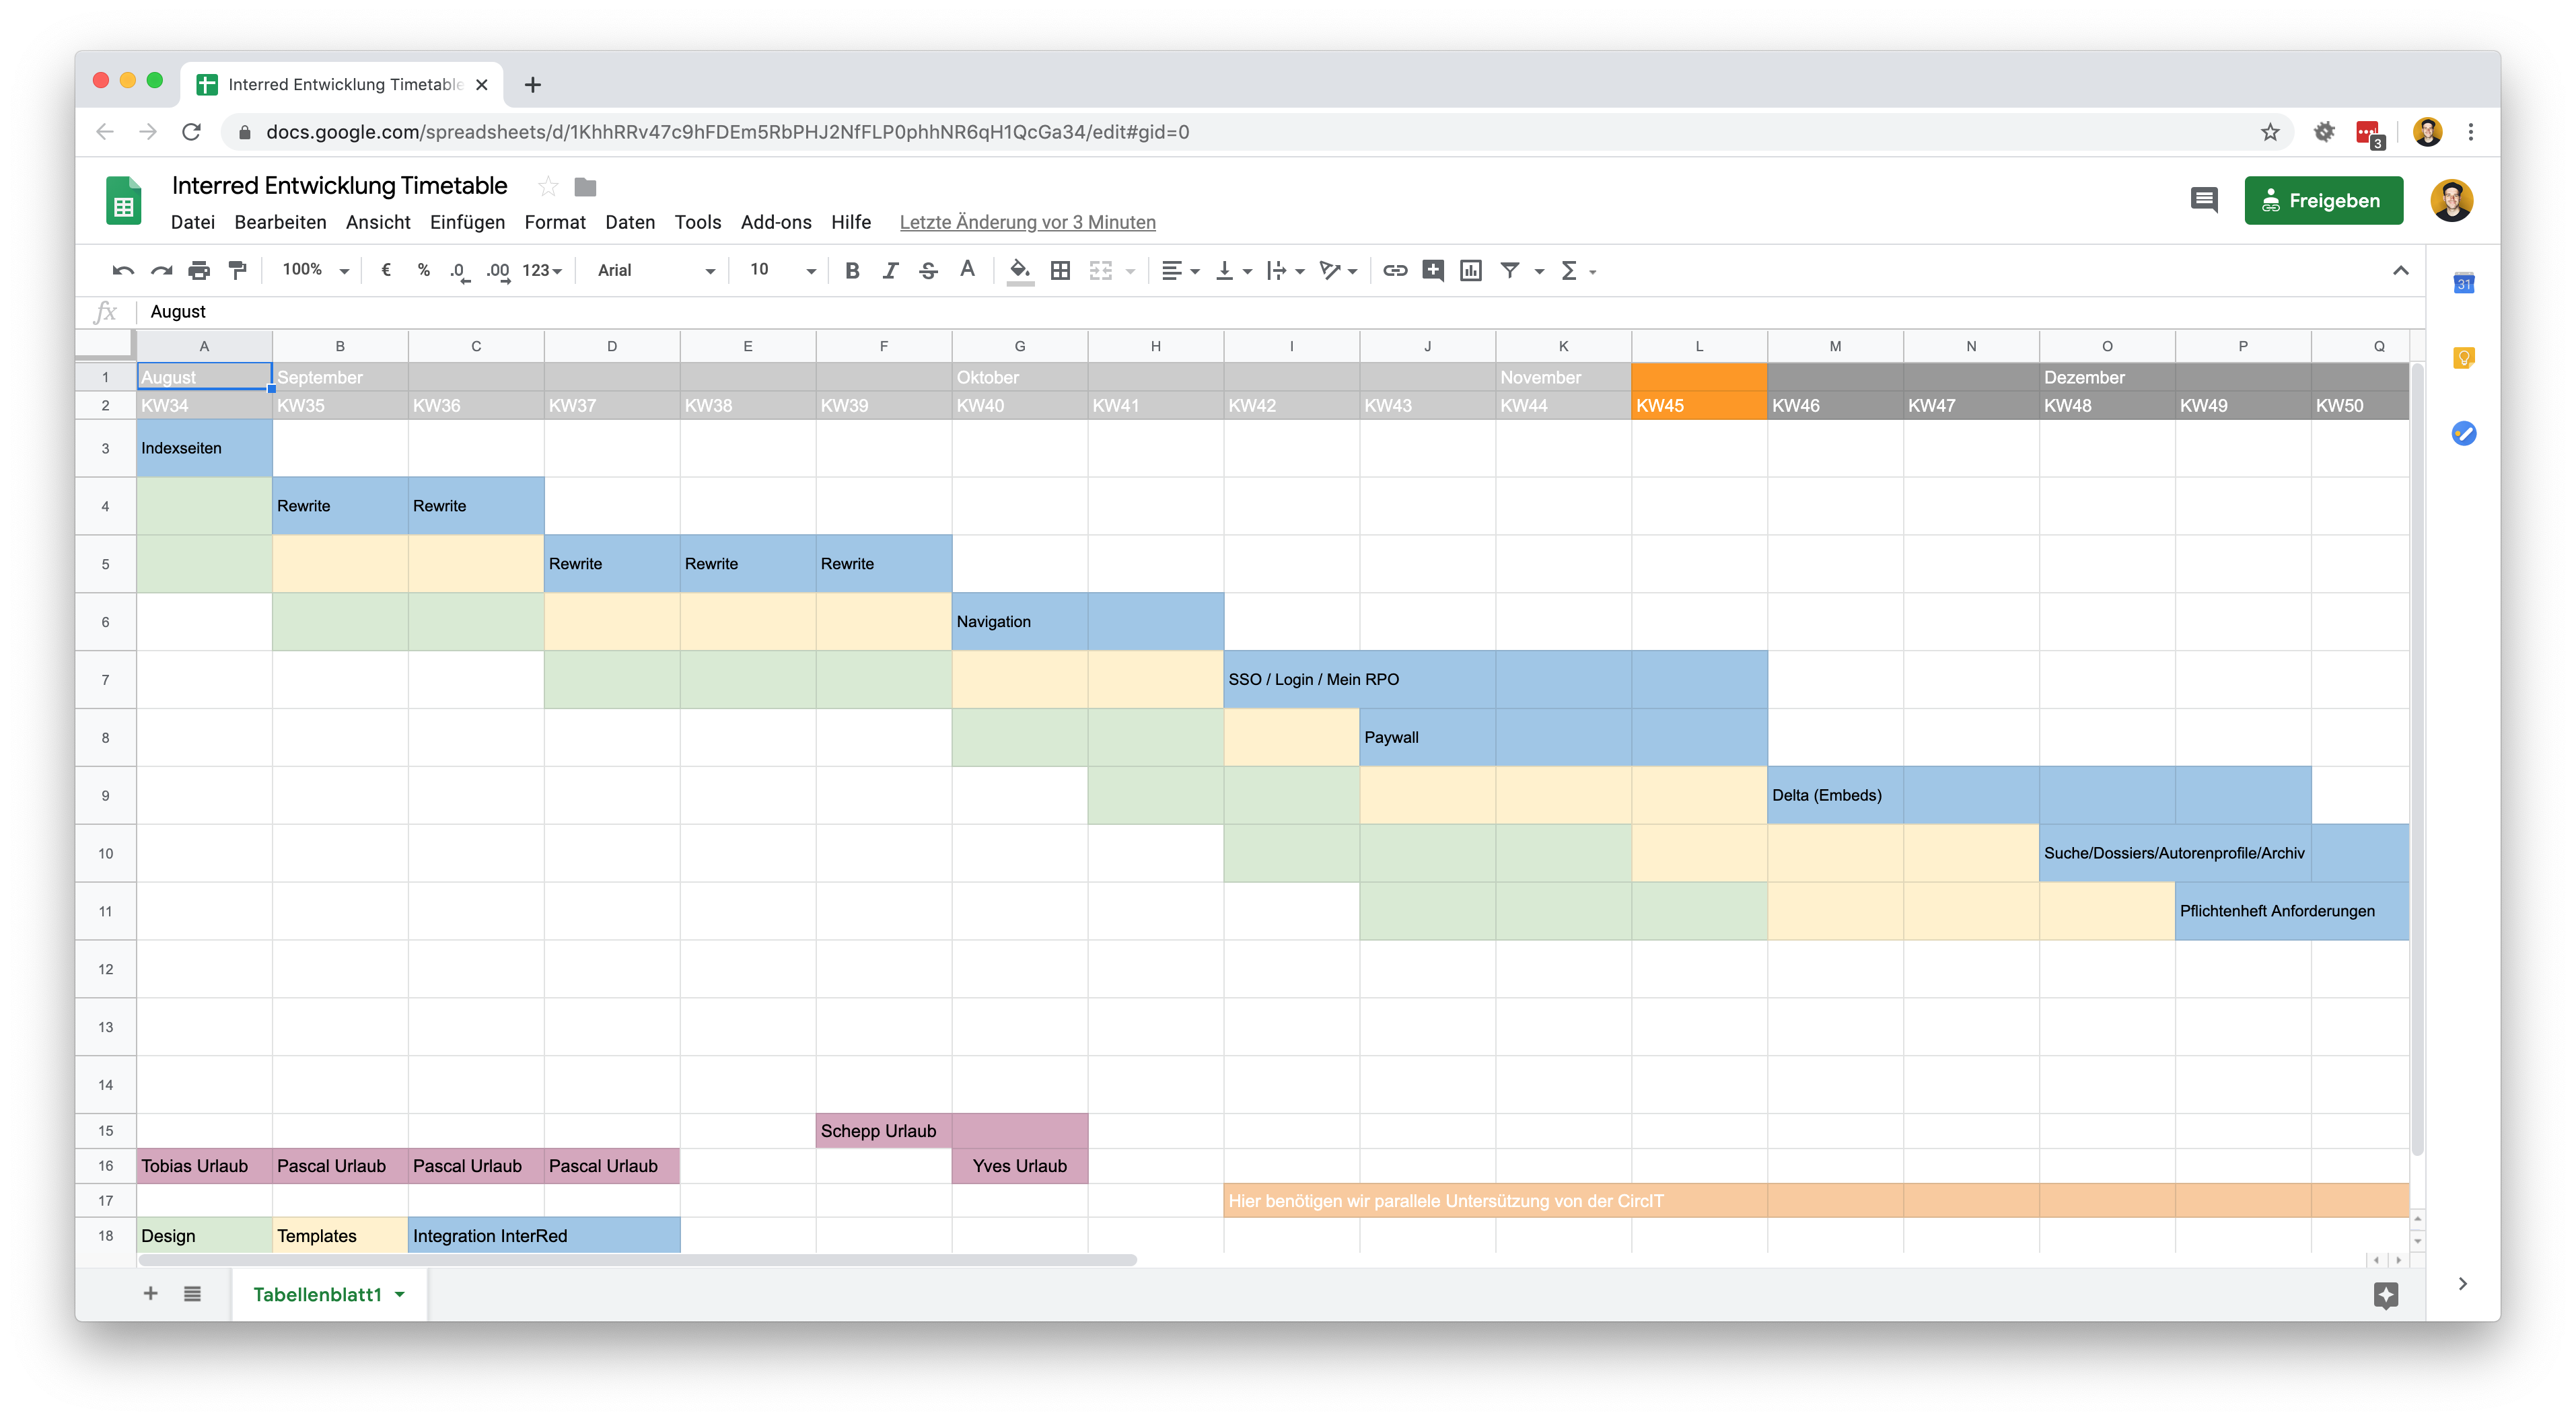 Interred Entwicklung Timetable
docs.google.com/spreadsheets/d/1KhhRRv47c9hFDEm5RbPHJ2NfFLP0phhNR6qH1QcGa34/edit#gid=0
3
Interred Entwicklung Timetable
Datei Bearbeiten Ansicht Einfügen Format Daten Tools Add-ons Hilfe Letzte Änderung vor 3 Minuten
Freigeben
100% € % .0 .00 123 Arial 10 B I S A Σ
31
fx August
A B C D E F G H I J K L M N O P Q
1 August September Oktober November Dezember
2 KW34 KW35 KW36 KW37 KW38 KW39 KW40 KW41 KW42 KW43 KW44 KW45 KW46 KW47 KW48 KW49 KW50
3 Indexseiten
4 Rewrite Rewrite
5 Rewrite Rewrite Rewrite
6 Navigation
7 SSO / Login / Mein RPO
8 Paywall
9 Delta (Embeds)
10 Suche/Dossiers/Autorenprofile/Archiv
11 Pflichtenheft Anforderungen
12
13
14
15 Schepp Urlaub
16 Tobias Urlaub Pascal Urlaub Pascal Urlaub Pascal Urlaub Yves Urlaub
17 Hier benötigen wir parallele Untersützung von der CircIT
18 Design Templates Integration InterRed
Tabellenblatt1